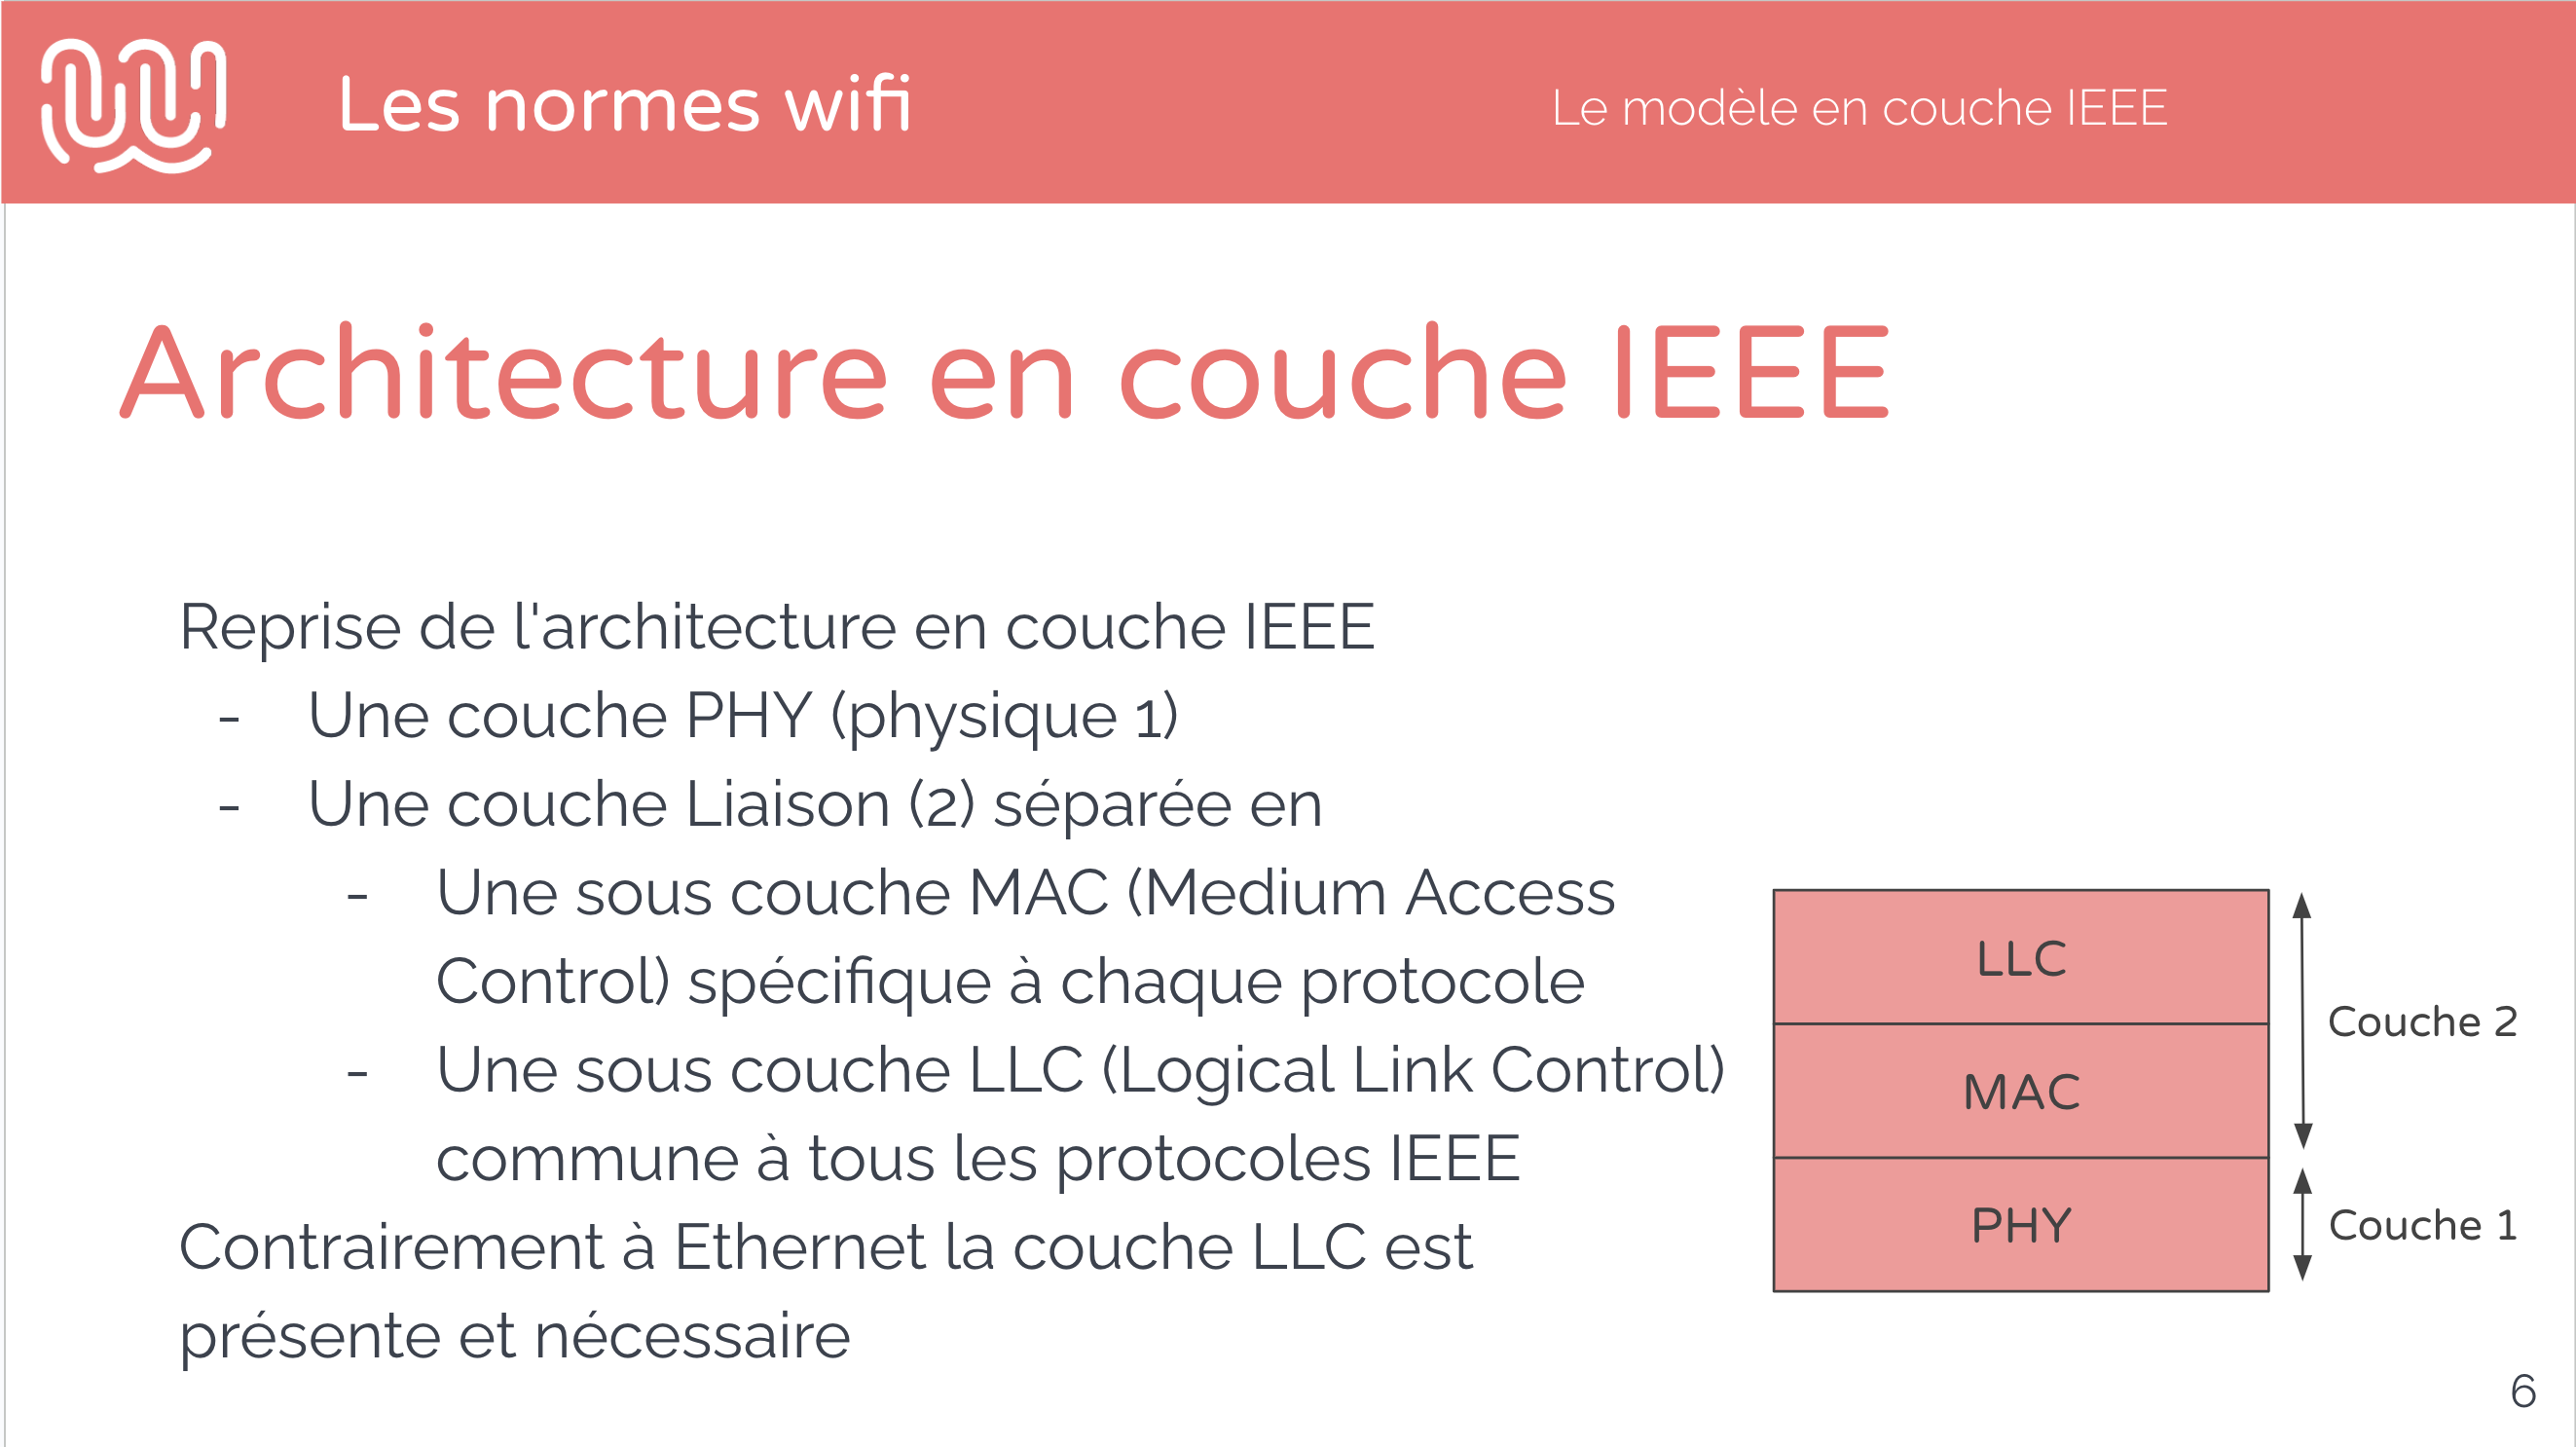 Les normes wifi
Le modèle en couche IEEE
Architecture en couche IEEE
Reprise de l'architecture en couche IEEE
- Une couche PHY (physique 1)
- Une couche Liaison (2) séparée en
- Une sous couche MAC (Medium Access
Control) spécifique à chaque protocole
- Une sous couche LLC (Logical Link Control)
commune à tous les protocoles IEEE
Contrairement à Ethernet la couche LLC est
présente et nécessaire
LLC
MAC
PHY
Couche 2
Couche 1
6